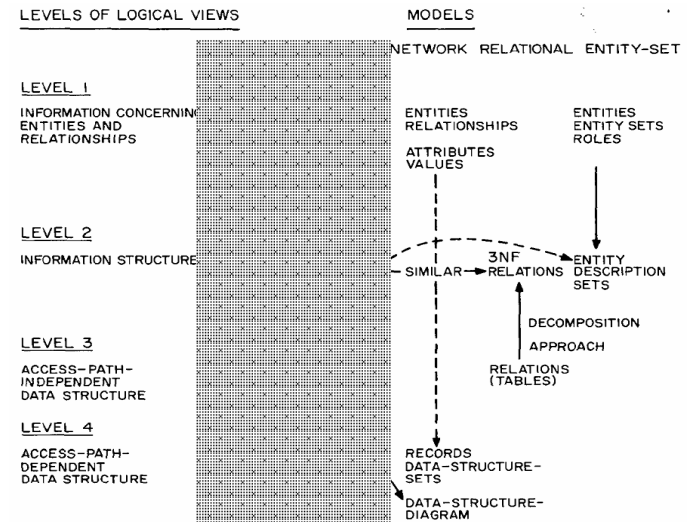 LEVELS OF LOGICAL VIEWS
MODELS
NETWORK RELATIONAL ENTITY-SET
LEVEL 1
INFORMATION CONCERNIN
ENTITIES AND
RELATIONSHIPS
ENTITIES
RELATIONSHIPS
ATTRIBUTES
VALUES
ENTITIES
ENTITY SETS
ROLES
LEVEL 2
INFORMATION STRUCTURE
SIMILAR
3NF
RELATIONS
ENTITY
DESCRIPTION
SETS
DECOMPOSITION
APPROACH
RELATIONS
(TABLES)
LEVEL 3
ACCESS-PATH-
INDEPENDENT
DATA STRUCTURE
LEVEL 4
ACCESS-PATH-
DEPENDENT
DATA STRUCTURE
RECORDS
DATA-STRUCTURE-
SETS
DATA-STRUCTURE-
DIAGRAM